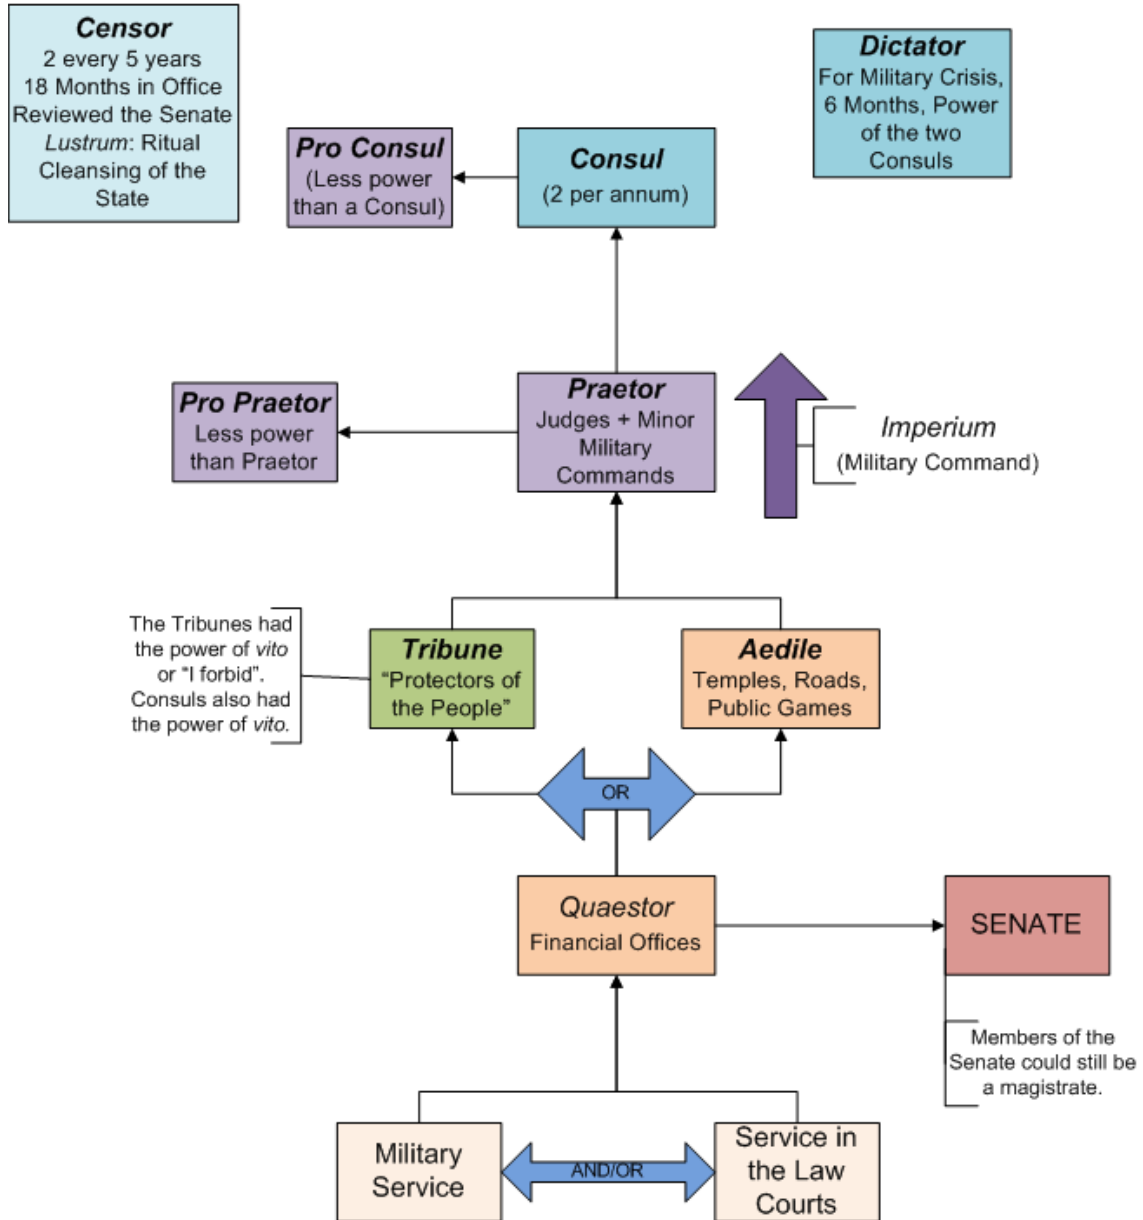 Censor
2 every 5 years
18 Months in Office
Reviewed the Senate
Lustrum: Ritual
Cleansing of the
State
Dictator
For Military Crisis,
6 Months, Power
of the two
Consuls
Pro Consul
(Less power
than a Consul)
Consul
(2 per annum)
Pro Praetor
Less power
than Praetor
Praetor
Judges + Minor
Military
Commands
Imperium
(Military Command)
The Tribunes had
the power of vito
or “I forbid”.
Consuls also had
the power of vito.
Tribune
“Protectors of
the People”
Aedile
Temples, Roads,
Public Games
OR
Quaestor
Financial Offices
SENATE
Members of the
Senate could still be
a magistrate.
Military
Service
AND/OR
Service in
the Law
Courts